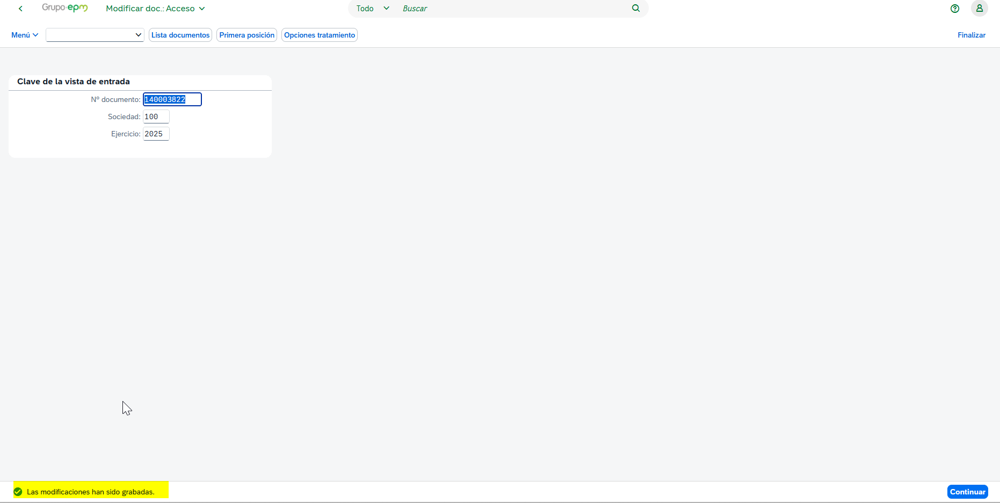 Grupo·epm
Modificar doc.: Acceso
Todo
Buscar
Menú
Lista documentos
Primera posición
Opciones tratamiento
Finalizar
Clave de la vista de entrada
Nº documento: 140003822
Sociedad: 100
Ejercicio: 2025
Las modificaciones han sido grabadas.
Continuar